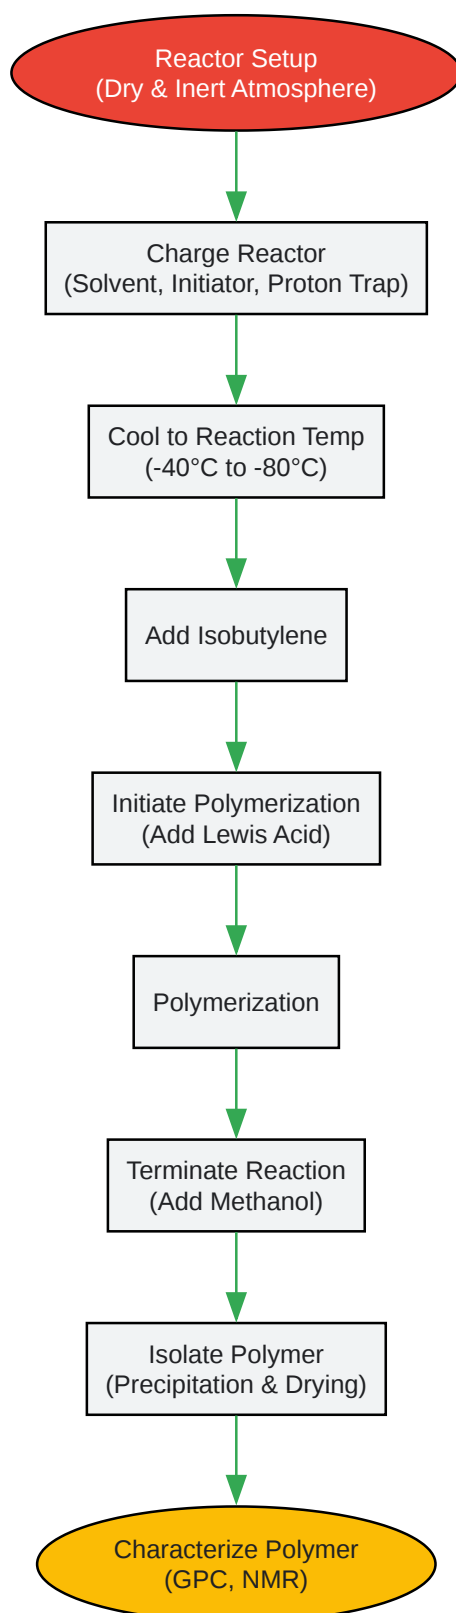 Reactor Setup
(Dry & Inert Atmosphere)
Charge Reactor
(Solvent, Initiator, Proton Trap)
Cool to Reaction Temp
(-40°C to -80°C)
Add Isobutylene
Initiate Polymerization
(Add Lewis Acid)
Polymerization
Terminate Reaction
(Add Methanol)
Isolate Polymer
(Precipitation & Drying)
Characterize Polymer
(GPC, NMR)